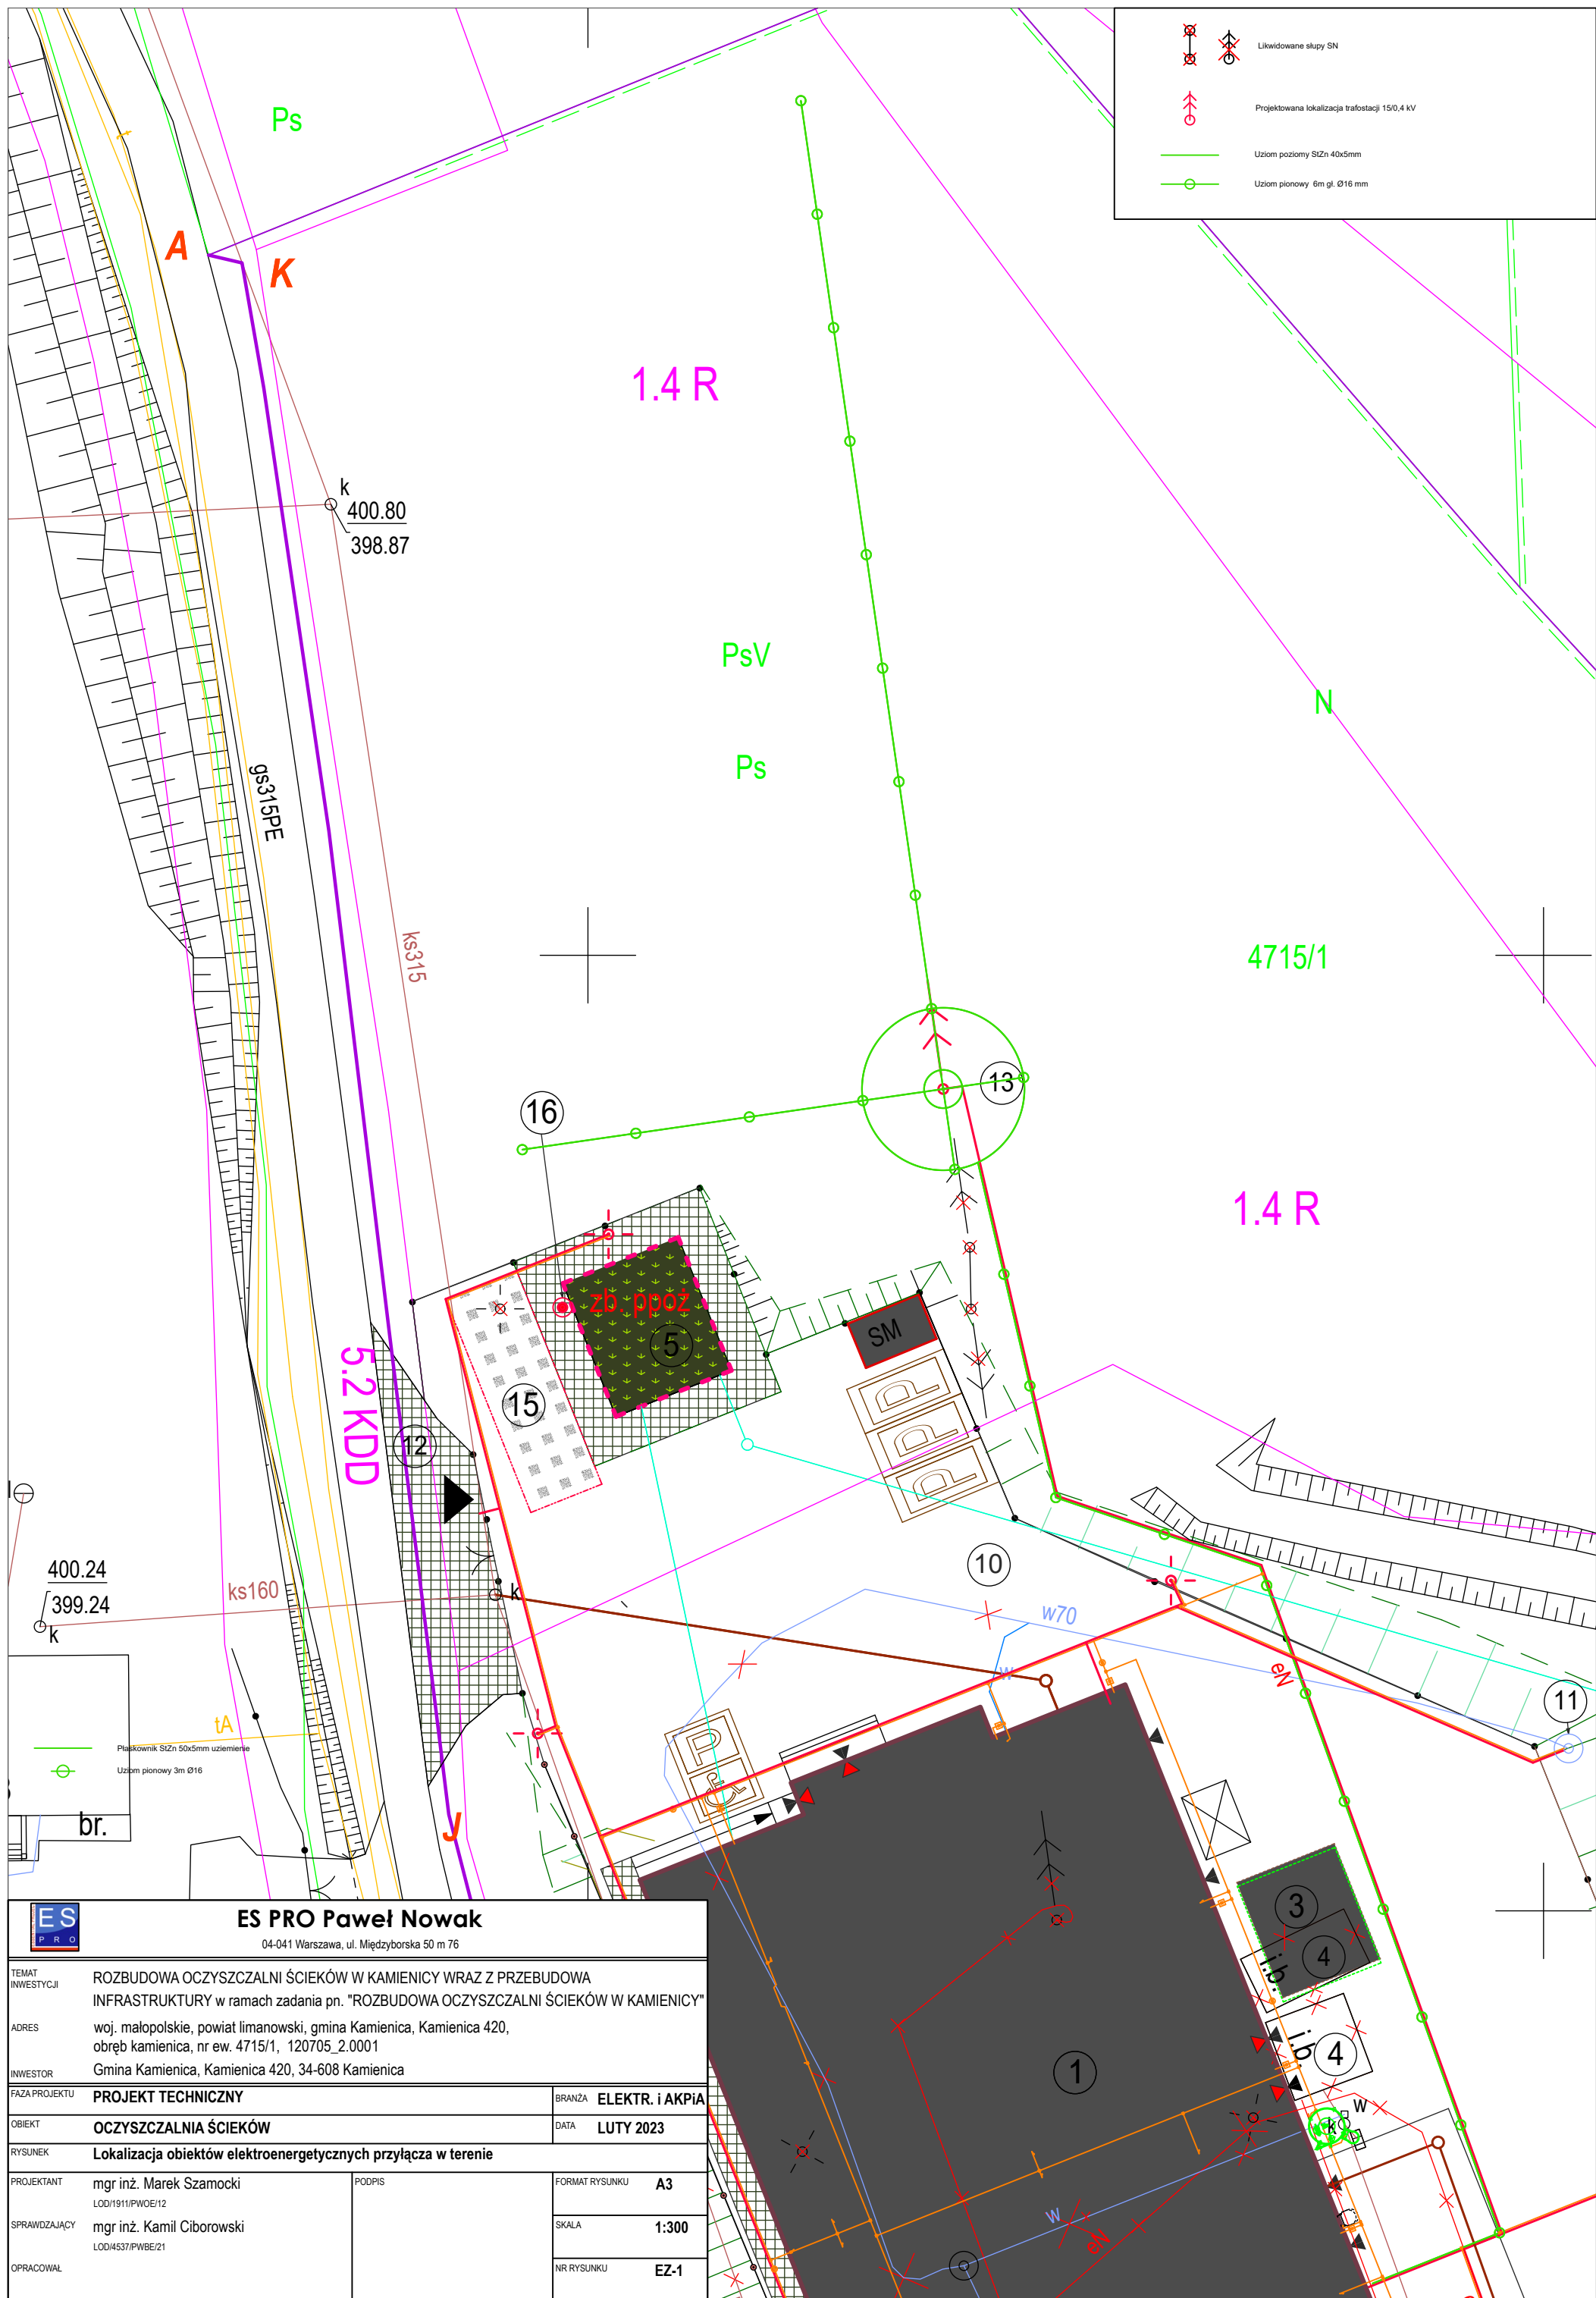 Likwidowane słupy SN
Projektowana lokalizacja trafostacji 15/0,4 kV
Uziom poziomy StZn 40x5mm
Uziom pionowy 6m gł. Ø16 mm
Ps
A
K
1.4 R
k
400.80
398.87
PsV
N
Ps
gs315PE
ks315
4715/1
13
16
1.4 R
zb. ppoż
5
SM
15
P
P
P
5.2 KDD
12
10
400.24
399.24
k
ks160
k
w70
w
eN
11
tA
Płaskownik StZn 50x5mm uziemienie
Uziom pionowy 3m Ø16
br.
J
P
3
4
i.b.
i.b.
4
1
w
k
w
eN
ES
PRO
ES PRO Paweł Nowak
04-041 Warszawa, ul. Międzyborska 50 m 76
TEMAT INWESTYCJI
ROZBUDOWA OCZYSZCZALNI ŚCIEKÓW W KAMIENICY WRAZ Z PRZEBUDOWA
INFRASTRUKTURY w ramach zadania pn. "ROZBUDOWA OCZYSZCZALNI ŚCIEKÓW W KAMIENICY"
ADRES
woj. małopolskie, powiat limanowski, gmina Kamienica, Kamienica 420,
obręb kamienica, nr ew. 4715/1, 120705_2.0001
INWESTOR
Gmina Kamienica, Kamienica 420, 34-608 Kamienica
FAZA PROJEKTU PROJEKT TECHNICZNY
BRANŻA ELEKTR. i AKPiA
OBIEKT OCZYSZCZALNIA ŚCIEKÓW
DATA LUTY 2023
RYSUNEK Lokalizacja obiektów elektroenergetycznych przyłącza w terenie
PROJEKTANT mgr inż. Marek Szamocki
LOD/1911/PWOE/12
PODPIS
FORMAT RYSUNKU A3
SPRAWDZAJĄCY mgr inż. Kamil Ciborowski
LOD/4537/PWBE/21
SKALA 1:300
OPRACOWAŁ
NR RYSUNKU EZ-1